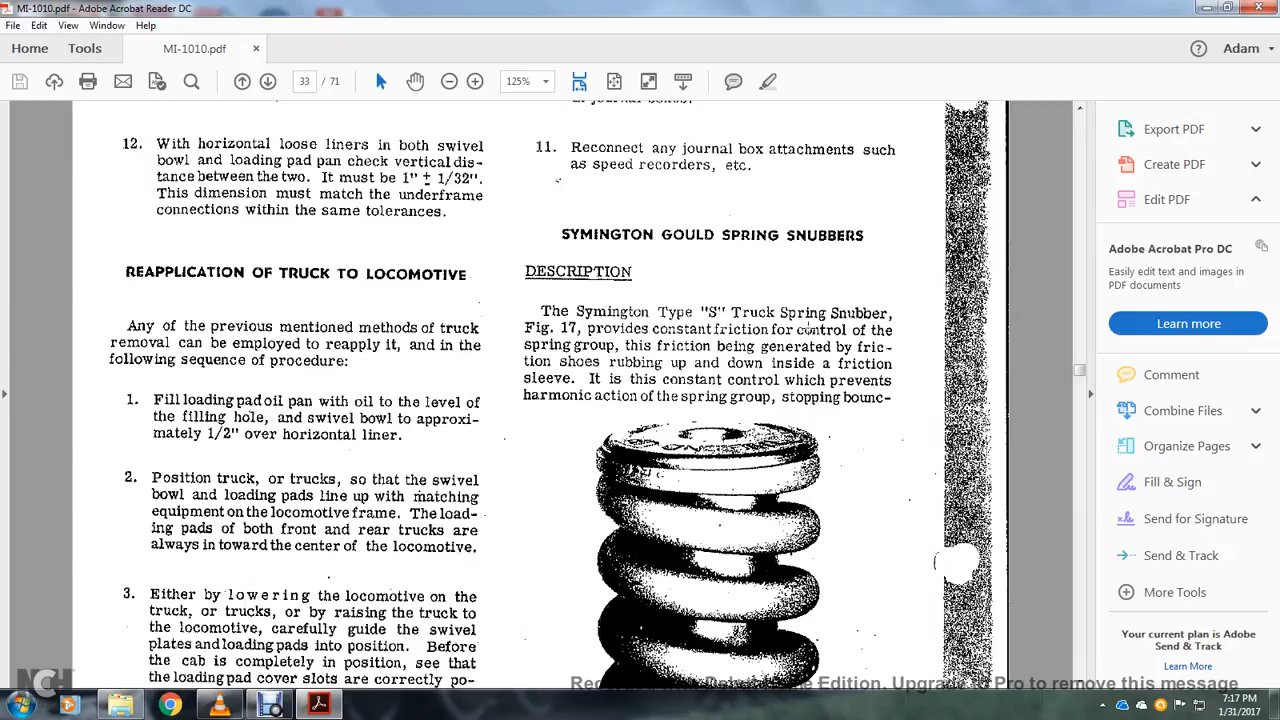 MI-1010.pdf - Adobe Acrobat Reader DC
File Edit View Window Help
Home Tools MI-1010.pdf × Adam
33 / 71 125%
12. With horizontal loose liners in both swivel
bowl and loading pad pan check vertical dis-
tance between the two. It must be 1" ± 1/32".
This dimension must match the underframe
connections within the same tolerances.
REAPPLICATION OF TRUCK TO LOCOMOTIVE
Any of the previous mentioned methods of truck
removal can be employed to reapply it, and in the
following sequence of procedure:
1. Fill loading pad oil pan with oil to the level of
the filling hole, and swivel bowl to approxi-
mately 1/2" over horizontal liner.
2. Position truck, or trucks, so that the swivel
bowl and loading pads line up with matching
equipment on the locomotive frame. The load-
ing pads of both front and rear trucks are
always in toward the center of the locomotive.
3. Either by lowering the locomotive on the
truck, or trucks, or by raising the truck to
the locomotive, carefully guide the swivel
plates and loading pads into position. Before
the cab is completely in position, see that
the loading pad cover slots are correctly po-
journal boxes.
11. Reconnect any journal box attachments such
as speed recorders, etc.
SYMINGTON GOULD SPRING SNUBBERS
DESCRIPTION
The Symington Type "S" Truck Spring Snubber,
Fig. 17, provides constant friction for control of the
spring group, this friction being generated by fric-
tion shoes rubbing up and down inside a friction
sleeve. It is this constant control which prevents
harmonic action of the spring group, stopping bounc-
Export PDF
Create PDF
Edit PDF
Adobe Acrobat Pro DC
Easily edit text and images in
PDF documents
Learn more
Comment
Combine Files
Organize Pages
Fill & Sign
Send for Signature
Send & Track
More Tools
Your current plan is Adobe
Send & Track
Learn More
NCH
Edition. Upgrade to Pro to remove this message
7:17 PM
1/31/2017